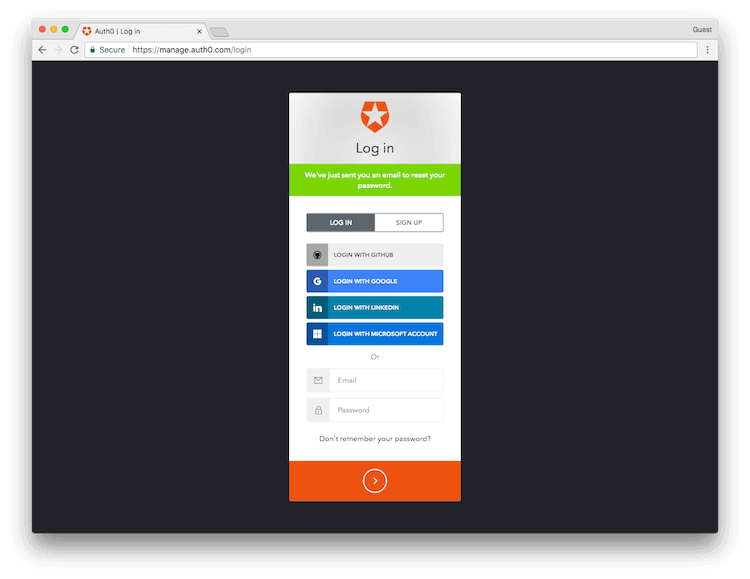 Auth0 | Log in
Guest
Secure
https://manage.auth0.com/login
Log in
We've just sent you an email to reset your
password.
LOG IN
SIGN UP
LOGIN WITH GITHUB
LOGIN WITH GOOGLE
LOGIN WITH LINKEDIN
LOGIN WITH MICROSOFT ACCOUNT
Or
Email
Password
Don't remember your password?